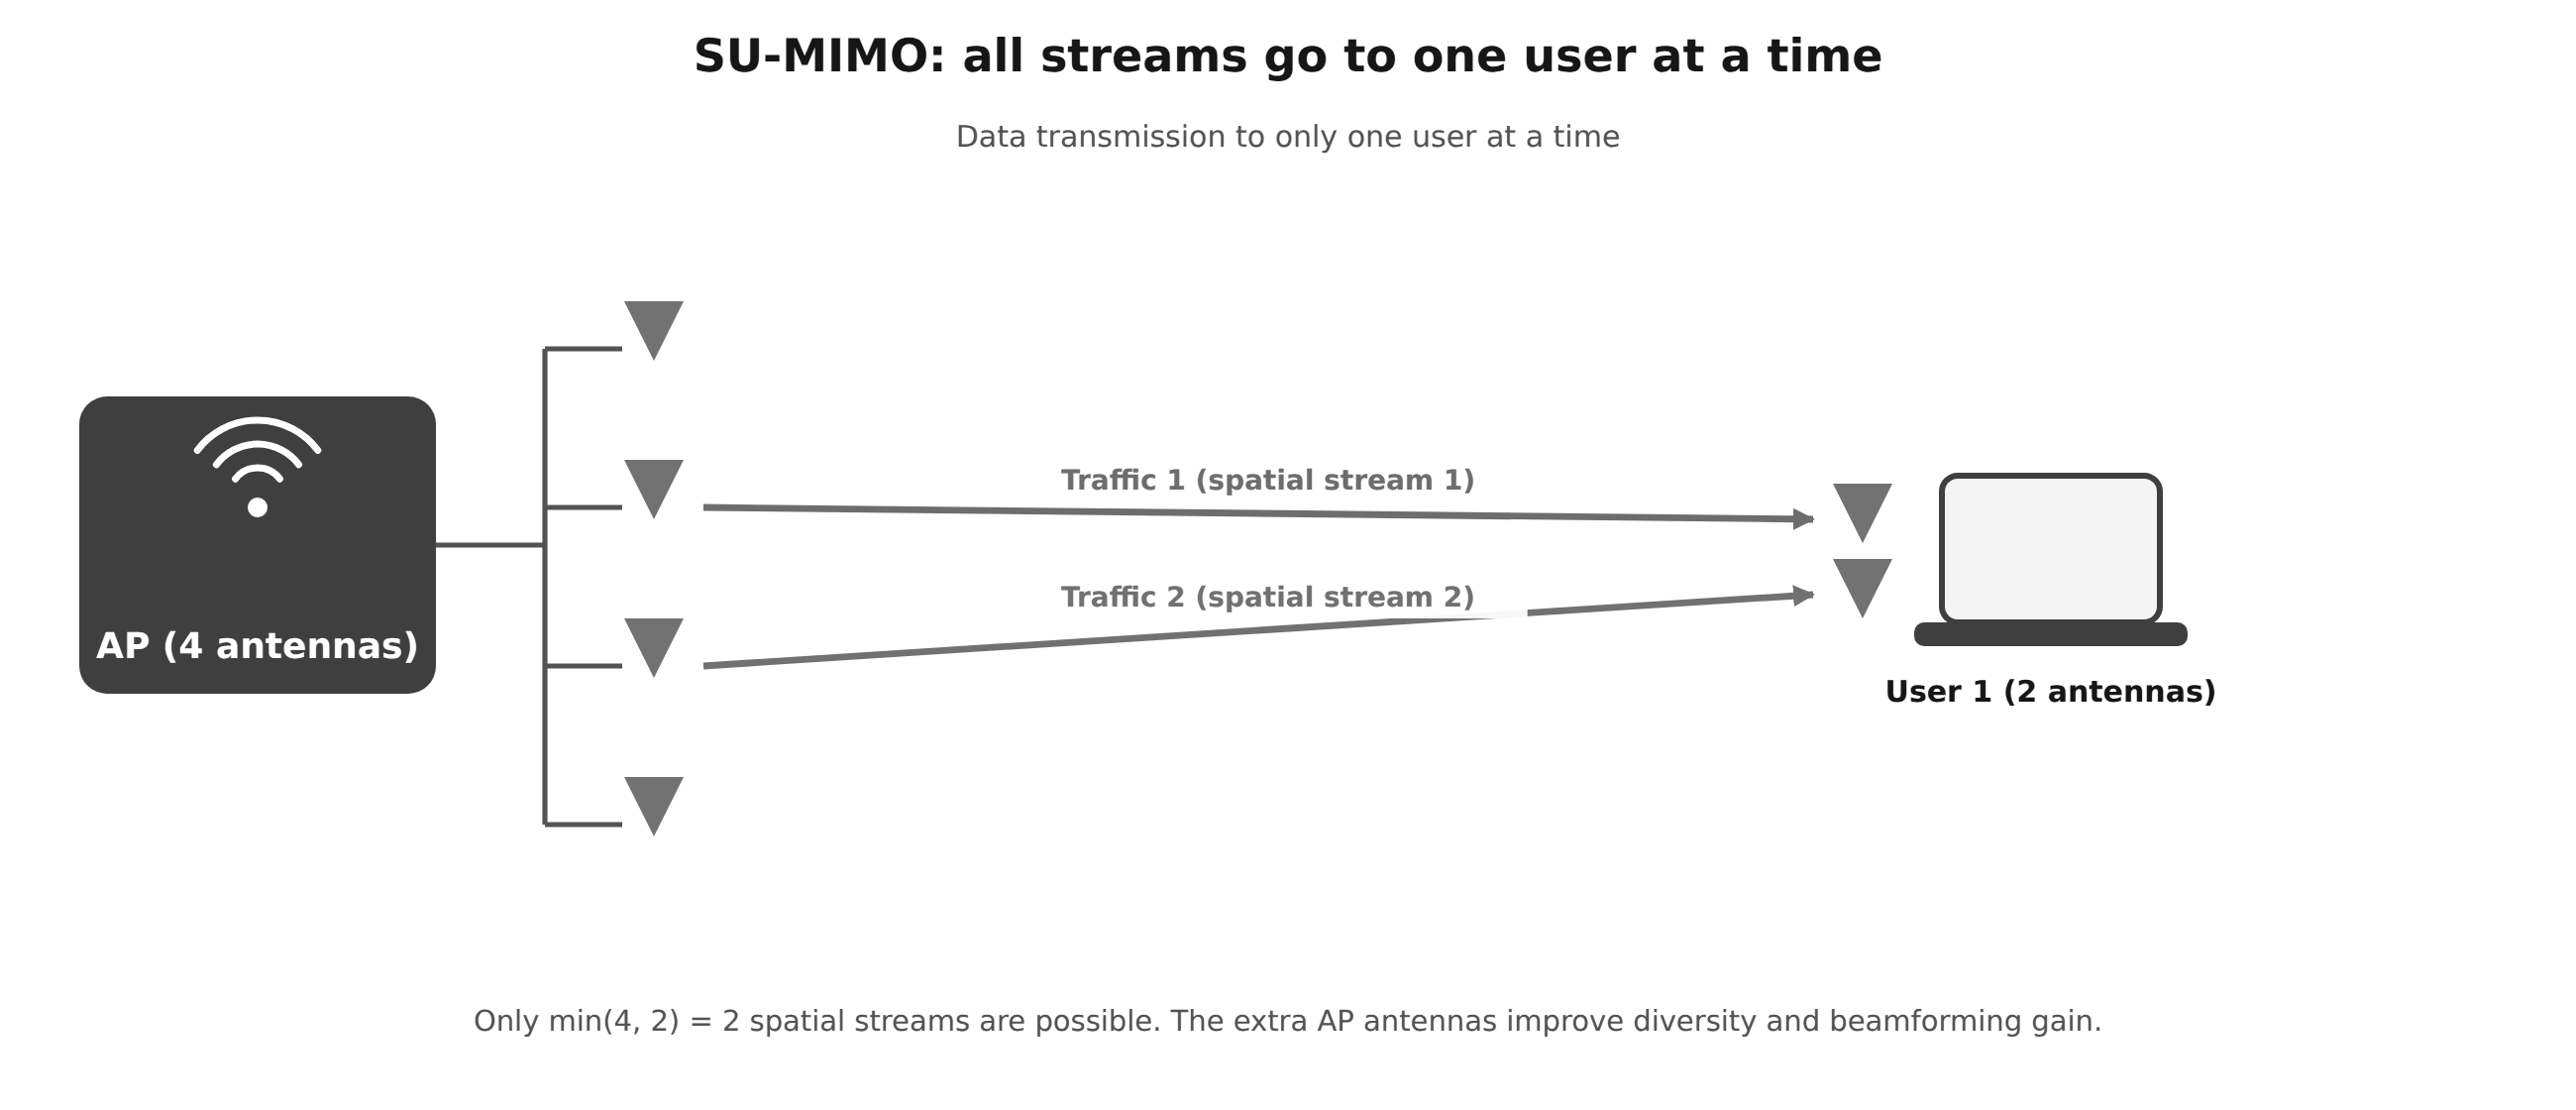 SU-MIMO: all streams go to one user at a time
Data transmission to only one user at a time
Traffic 1 (spatial stream 1)
Traffic 2 (spatial stream 2)
AP (4 antennas)
User 1 (2 antennas)
Only min(4, 2) = 2 spatial streams are possible. The extra AP antennas improve diversity and beamforming gain.